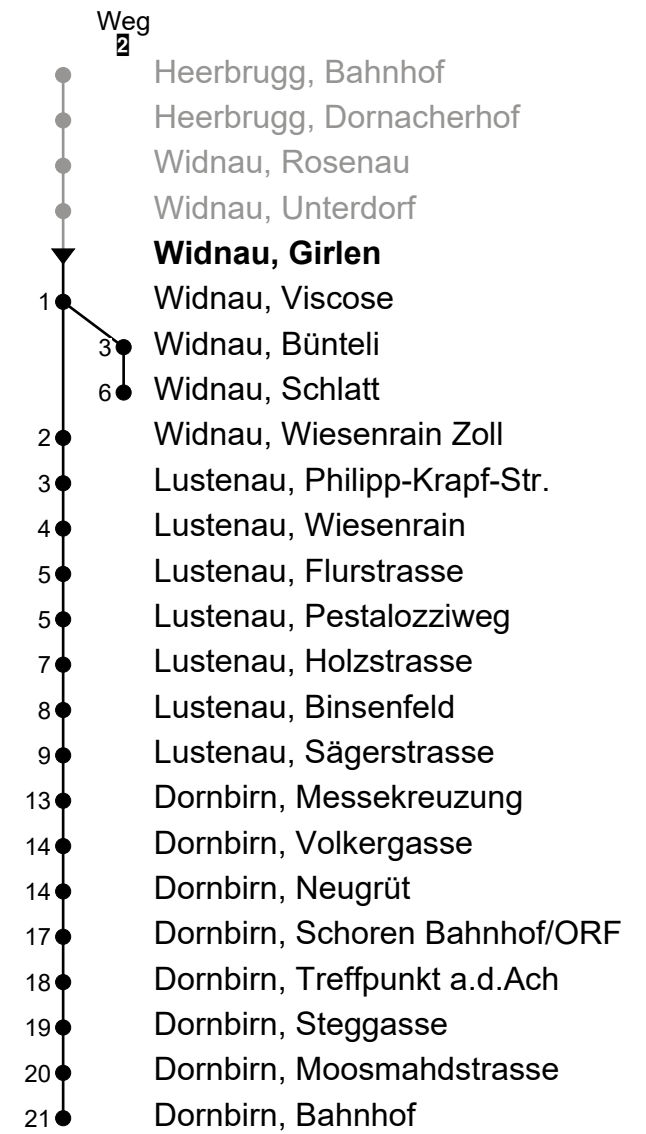 Weg
2
Heerbrugg, Bahnhof
Heerbrugg, Dornacherhof
Widnau, Rosenau
Widnau, Unterdorf
Widnau, Girlen
1 Widnau, Viscose
3 Widnau, Bünteli
6 Widnau, Schlatt
2 Widnau, Wiesenrain Zoll
3 Lustenau, Philipp-Krapf-Str.
4 Lustenau, Wiesenrain
5 Lustenau, Flurstrasse
5 Lustenau, Pestalozziweg
7 Lustenau, Holzstrasse
8 Lustenau, Binsenfeld
9 Lustenau, Sägerstrasse
13 Dornbirn, Messekreuzung
14 Dornbirn, Volkergasse
14 Dornbirn, Neugrüt
17 Dornbirn, Schoren Bahnhof/ORF
18 Dornbirn, Treffpunkt a.d.Ach
19 Dornbirn, Steggasse
20 Dornbirn, Moosmahdstrasse
21 Dornbirn, Bahnhof